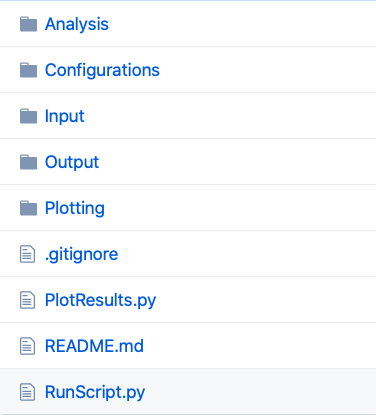 Analysis
Configurations
Input
Output
Plotting
.gitignore
PlotResults.py
README.md
RunScript.py